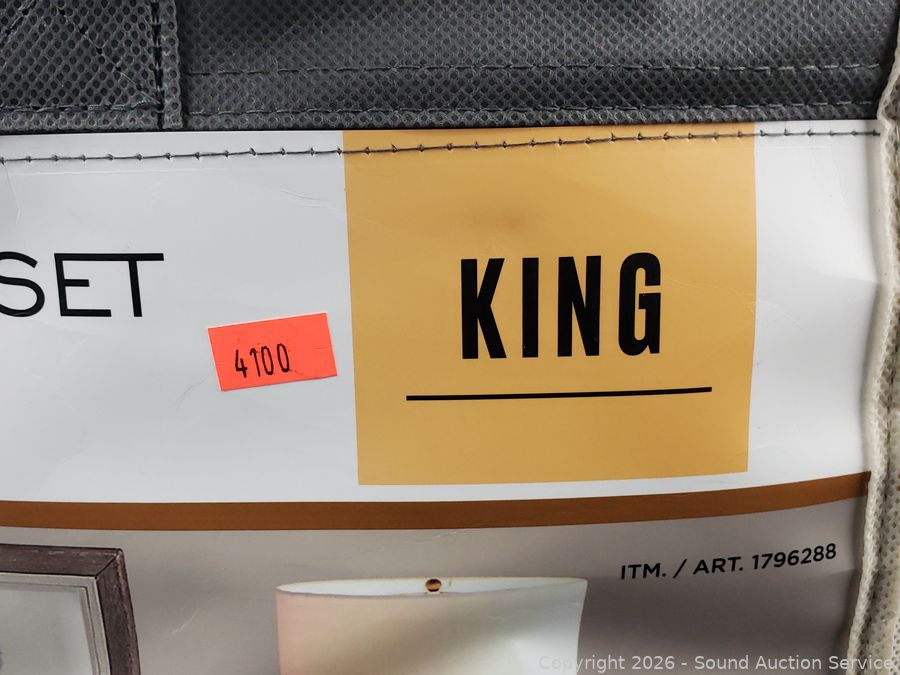 SET
KING
4100
ITM. / ART. 1796288
Copyright 2026 - Sound Auction Service